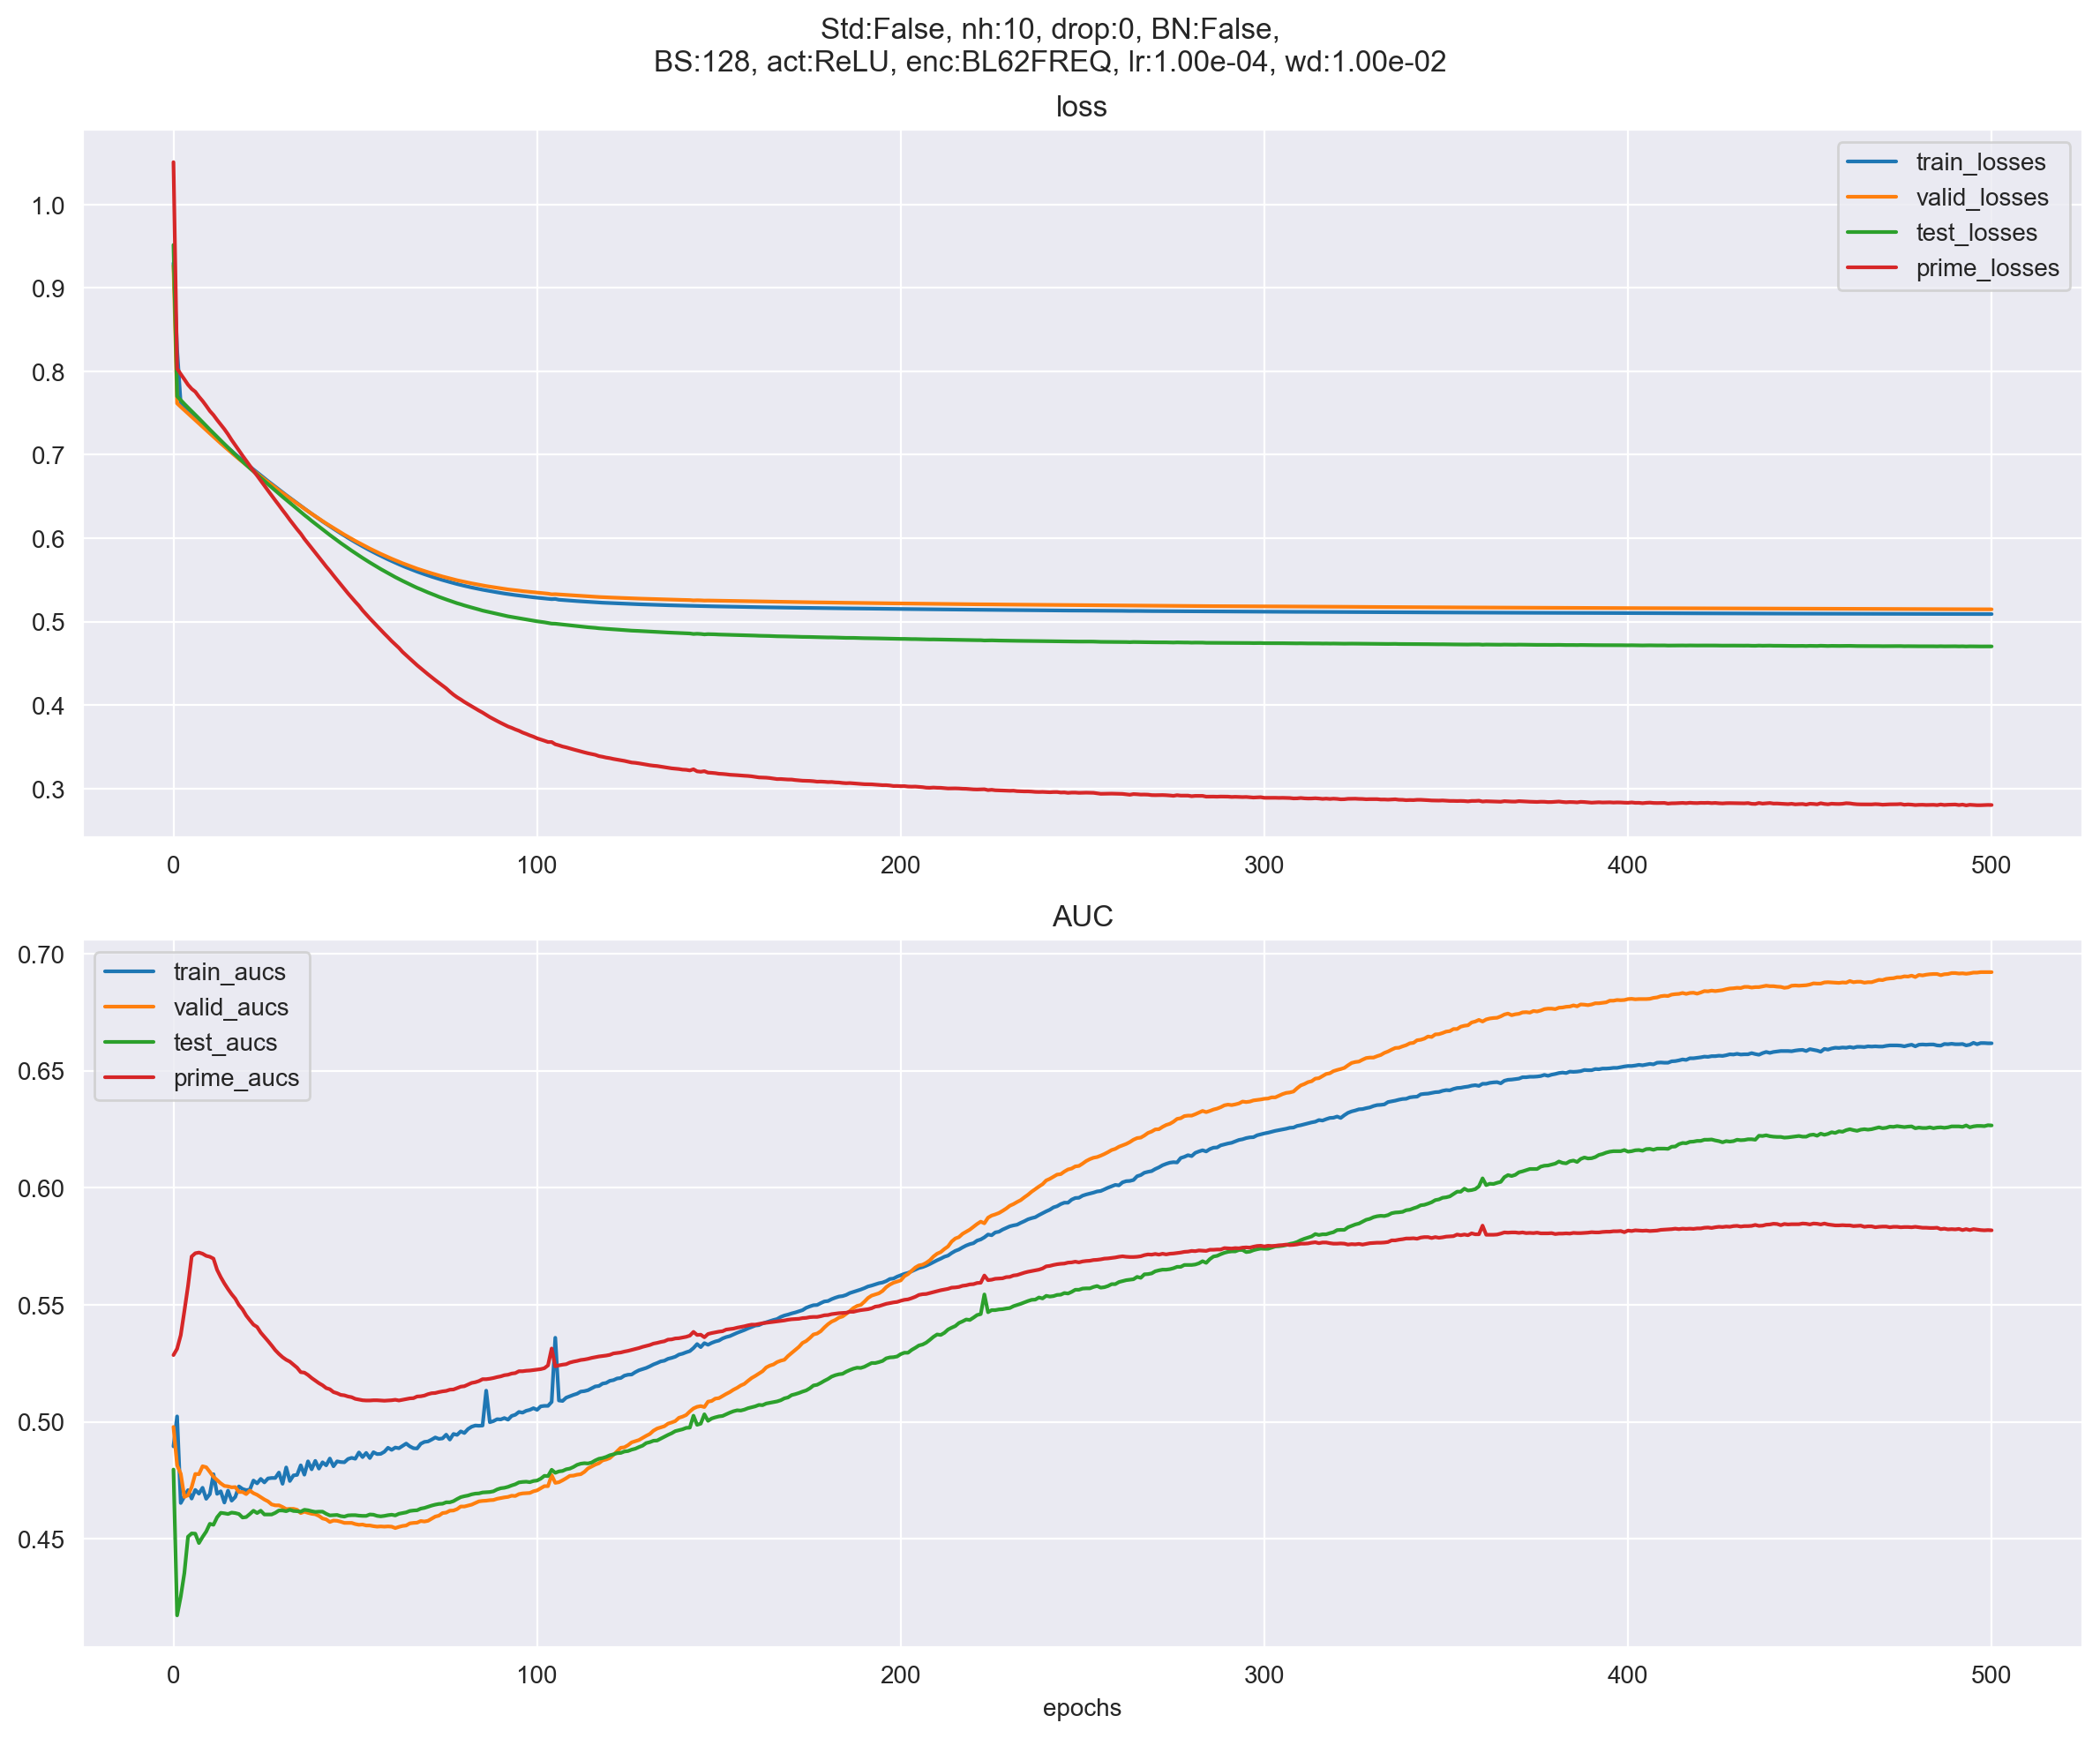 Std:False, nh:10, drop:0, BN:False,
BS:128, act:ReLU, enc:BL62FREQ, lr:1.00e-04, wd:1.00e-02
loss
train_losses
valid_losses
test_losses
prime_losses
1.0
0.9
0.8
0.7
0.6
0.5
0.4
0.3
0 100 200 300 400 500
AUC
train_aucs
valid_aucs
test_aucs
prime_aucs
0.70
0.65
0.60
0.55
0.50
0.45
0 100 200 300 400 500
epochs